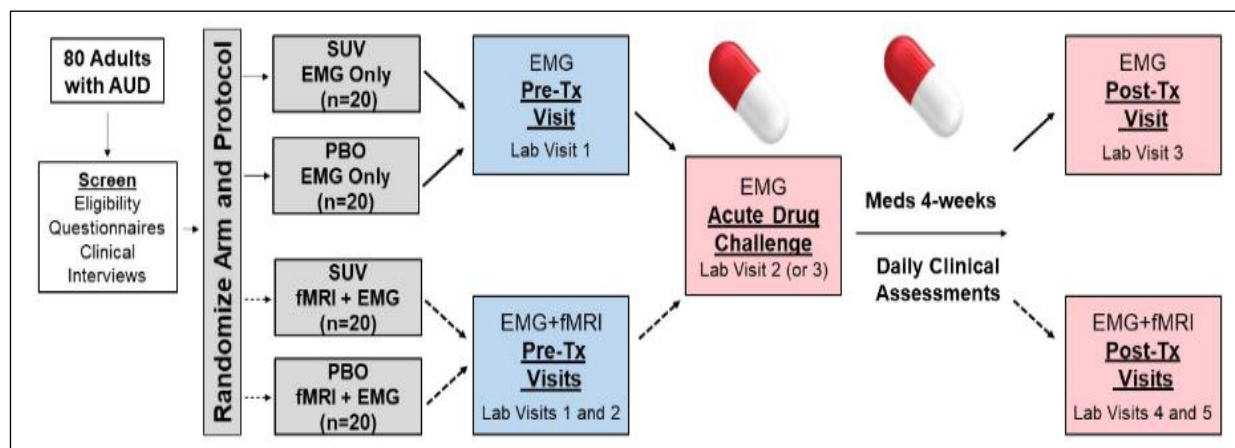 80 Adults
with AUD
Screen
Eligibility
Questionnaires
Clinical
Interviews
Randomize Arm and Protocol
SUV
EMG Only
(n=20)
PBO
EMG Only
(n=20)
SUV
fMRI + EMG
(n=20)
PBO
fMRI + EMG
(n=20)
EMG
Pre-Tx
Visit
Lab Visit 1
EMG+fMRI
Pre-Tx
Visits
Lab Visits 1 and 2
EMG
Acute Drug
Challenge
Lab Visit 2 (or 3)
Meds 4-weeks
Daily Clinical
Assessments
EMG
Post-Tx
Visit
Lab Visit 3
EMG+fMRI
Post-Tx
Visits
Lab Visits 4 and 5